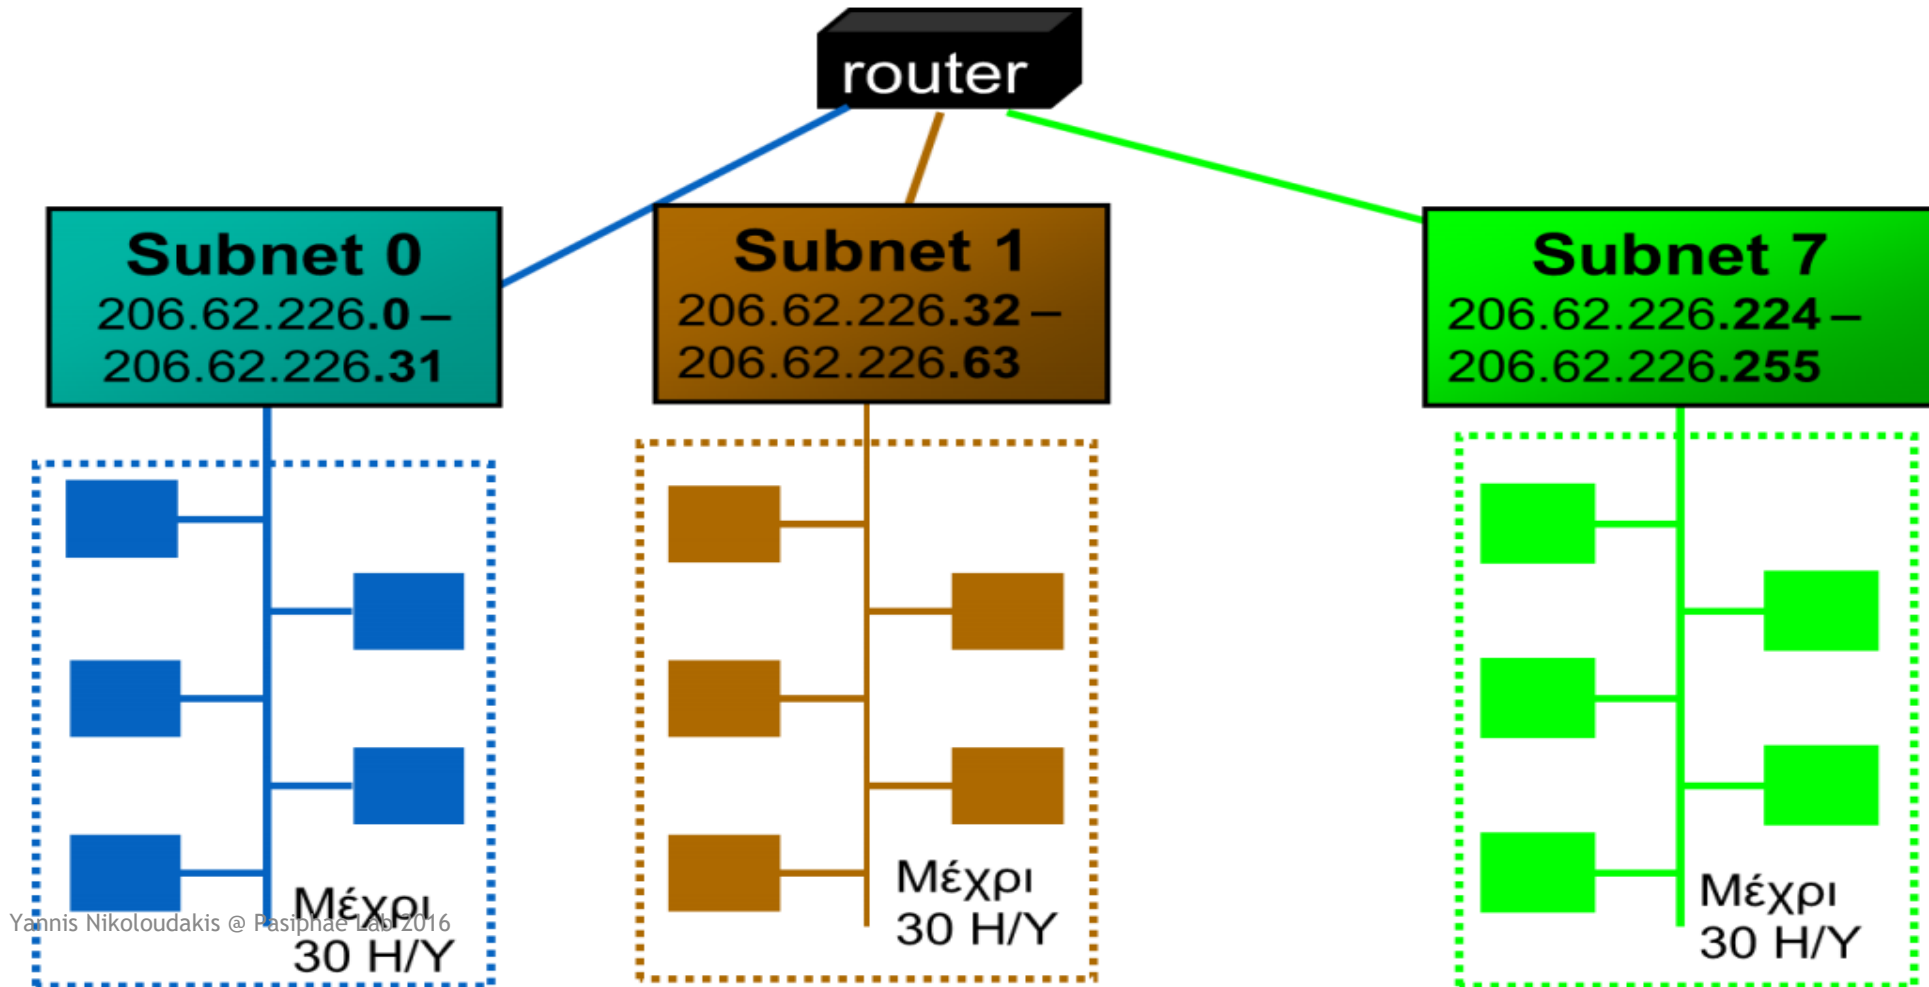 router
Subnet 0
206.62.226.0 –
206.62.226.31
Subnet 1
206.62.226.32 –
206.62.226.63
Subnet 7
206.62.226.224 –
206.62.226.255
Μέχρι
30 Η/Υ
Μέχρι
30 Η/Υ
Μέχρι
30 Η/Υ
Yannis Nikoloudakis @ Pasiphae Lab 2016